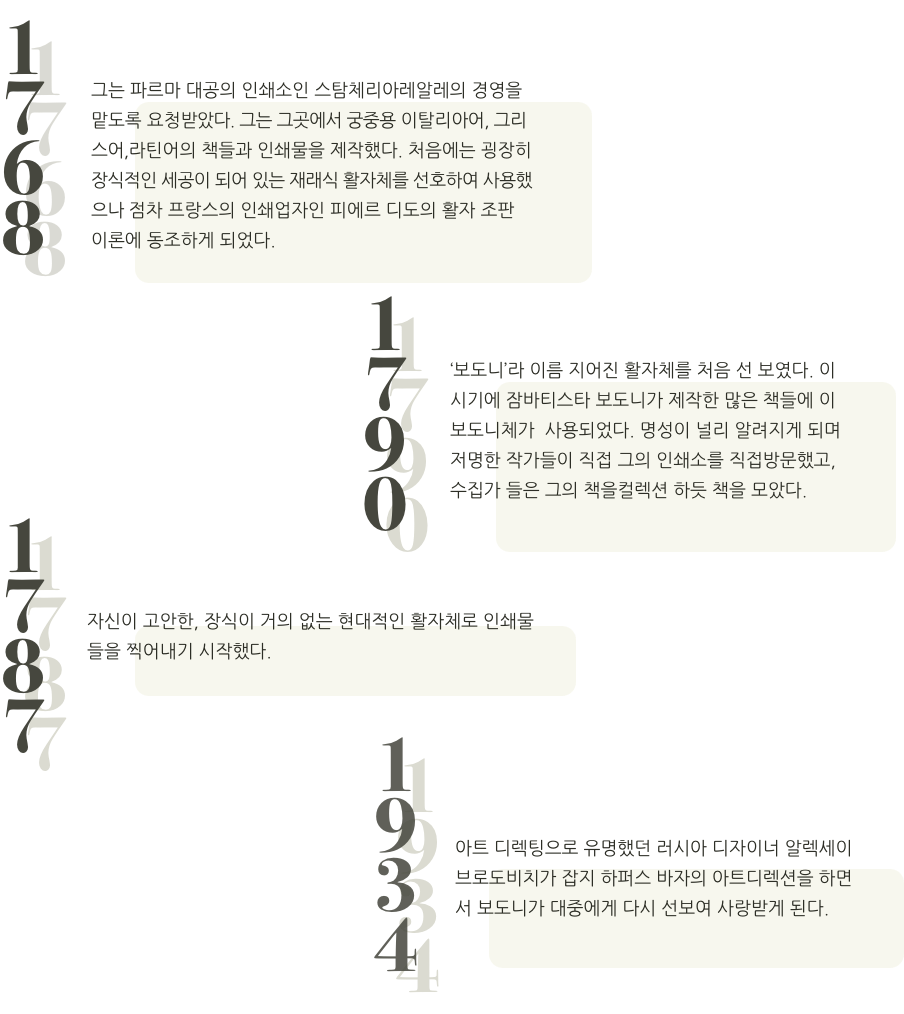 1768
그는 파르마 대공의 인쇄소인 스탐체리아레알레의 경영을
맡도록 요청받았다. 그는 그곳에서 궁중용 이탈리아어, 그리
스어,라틴어의 책들과 인쇄물을 제작했다. 처음에는 굉장히
장식적인 세공이 되어 있는 재래식 활자체를 선호하여 사용했
으나 점차 프랑스의 인쇄업자인 피에르 디도의 활자 조판
이론에 동조하게 되었다.
1790
‘보도니’라 이름 지어진 활자체를 처음 선 보였다. 이
시기에 잠바티스타 보도니가 제작한 많은 책들에 이
보도니체가  사용되었다. 명성이 널리 알려지게 되며
저명한 작가들이 직접 그의 인쇄소를 직접방문했고,
수집가 들은 그의 책을컬렉션 하듯 책을 모았다.
1787
자신이 고안한, 장식이 거의 없는 현대적인 활자체로 인쇄물
들을 찍어내기 시작했다.
1934
아트 디렉팅으로 유명했던 러시아 디자이너 알렉세이
브로도비치가 잡지 하퍼스 바자의 아트디렉션을 하면
서 보도니가 대중에게 다시 선보여 사랑받게 된다.